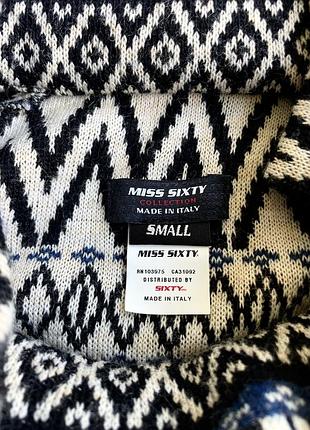 MISS SIXTY
COLLECTION
MADE IN ITALY
SMALL
MISS SIXTY
RN103975 CA31092
DISTRIBUTED BY
SIXTY
MADE IN ITALY